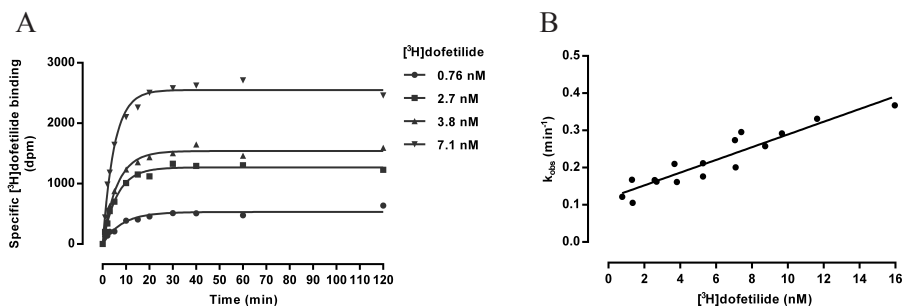 A
[³H]dofetilide
0.76 nM
2.7 nM
3.8 nM
7.1 nM
Specific [³H]dofetilide binding
(dpm)
3000
2000
1000
0
0 10 20 30 40 50 60 70 80 90 100 110 120
Time (min)
B
kobs (min-1)
0.5
0.4
0.3
0.2
0.1
0.0
0 2 4 6 8 10 12 14 16
[³H]dofetilide (nM)